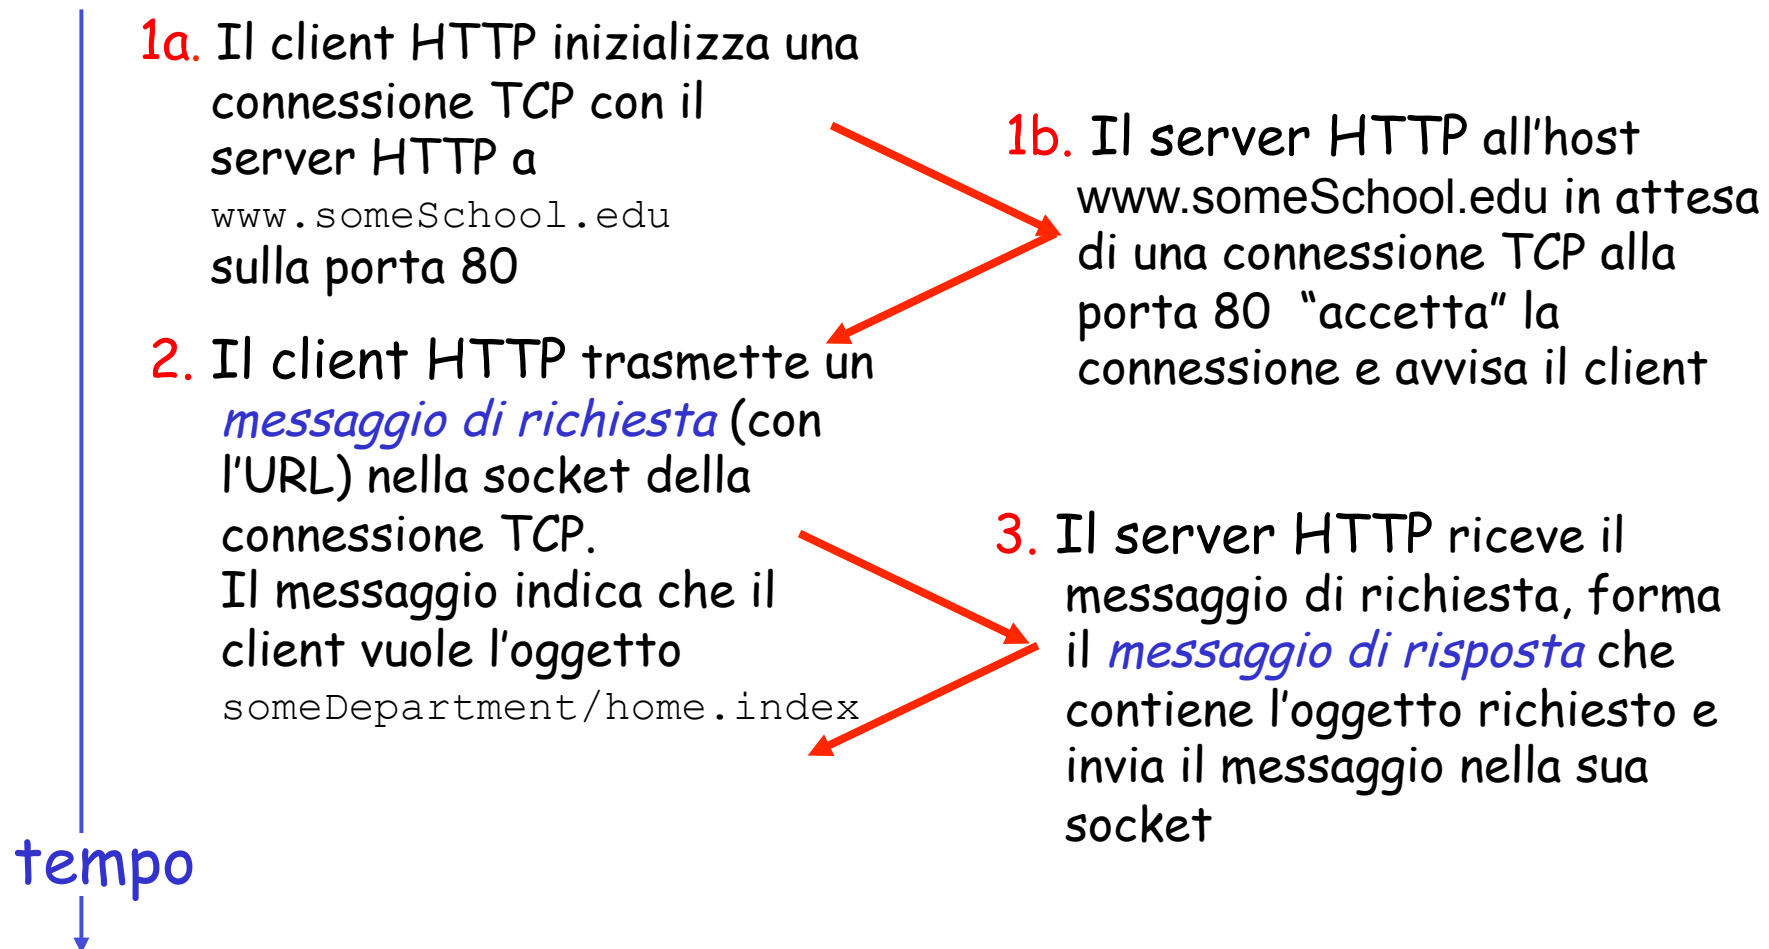 1a. Il client HTTP inizializza una
connessione TCP con il
server HTTP a
www.someSchool.edu
sulla porta 80
1b. Il server HTTP all’host
www.someSchool.edu in attesa
di una connessione TCP alla
porta 80 “accetta” la
connessione e avvisa il client
2. Il client HTTP trasmette un
messaggio di richiesta (con
l’URL) nella socket della
connessione TCP.
Il messaggio indica che il
client vuole l’oggetto
someDepartment/home.index
3. Il server HTTP riceve il
messaggio di richiesta, forma
il messaggio di risposta che
contiene l’oggetto richiesto e
invia il messaggio nella sua
socket
tempo